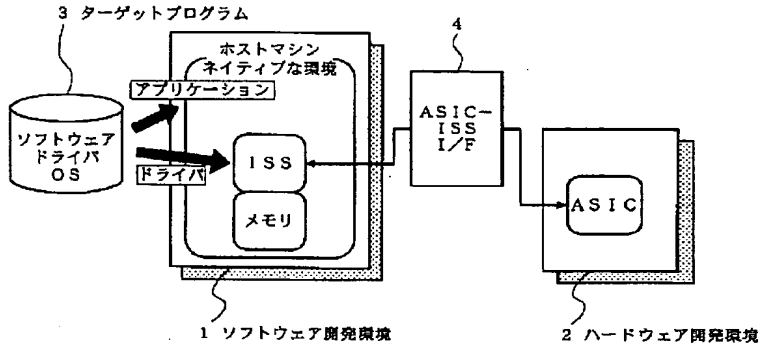 3 ターゲットプログラム
ホストマシン
ネイティブな環境
アプリケーション
ソフトウェア
ドライバ
OS
ドライバ
ISS
メモリ
4
ASIC－
ISS
I/F
ASIC
1 ソフトウェア開発環境
2 ハードウェア開発環境